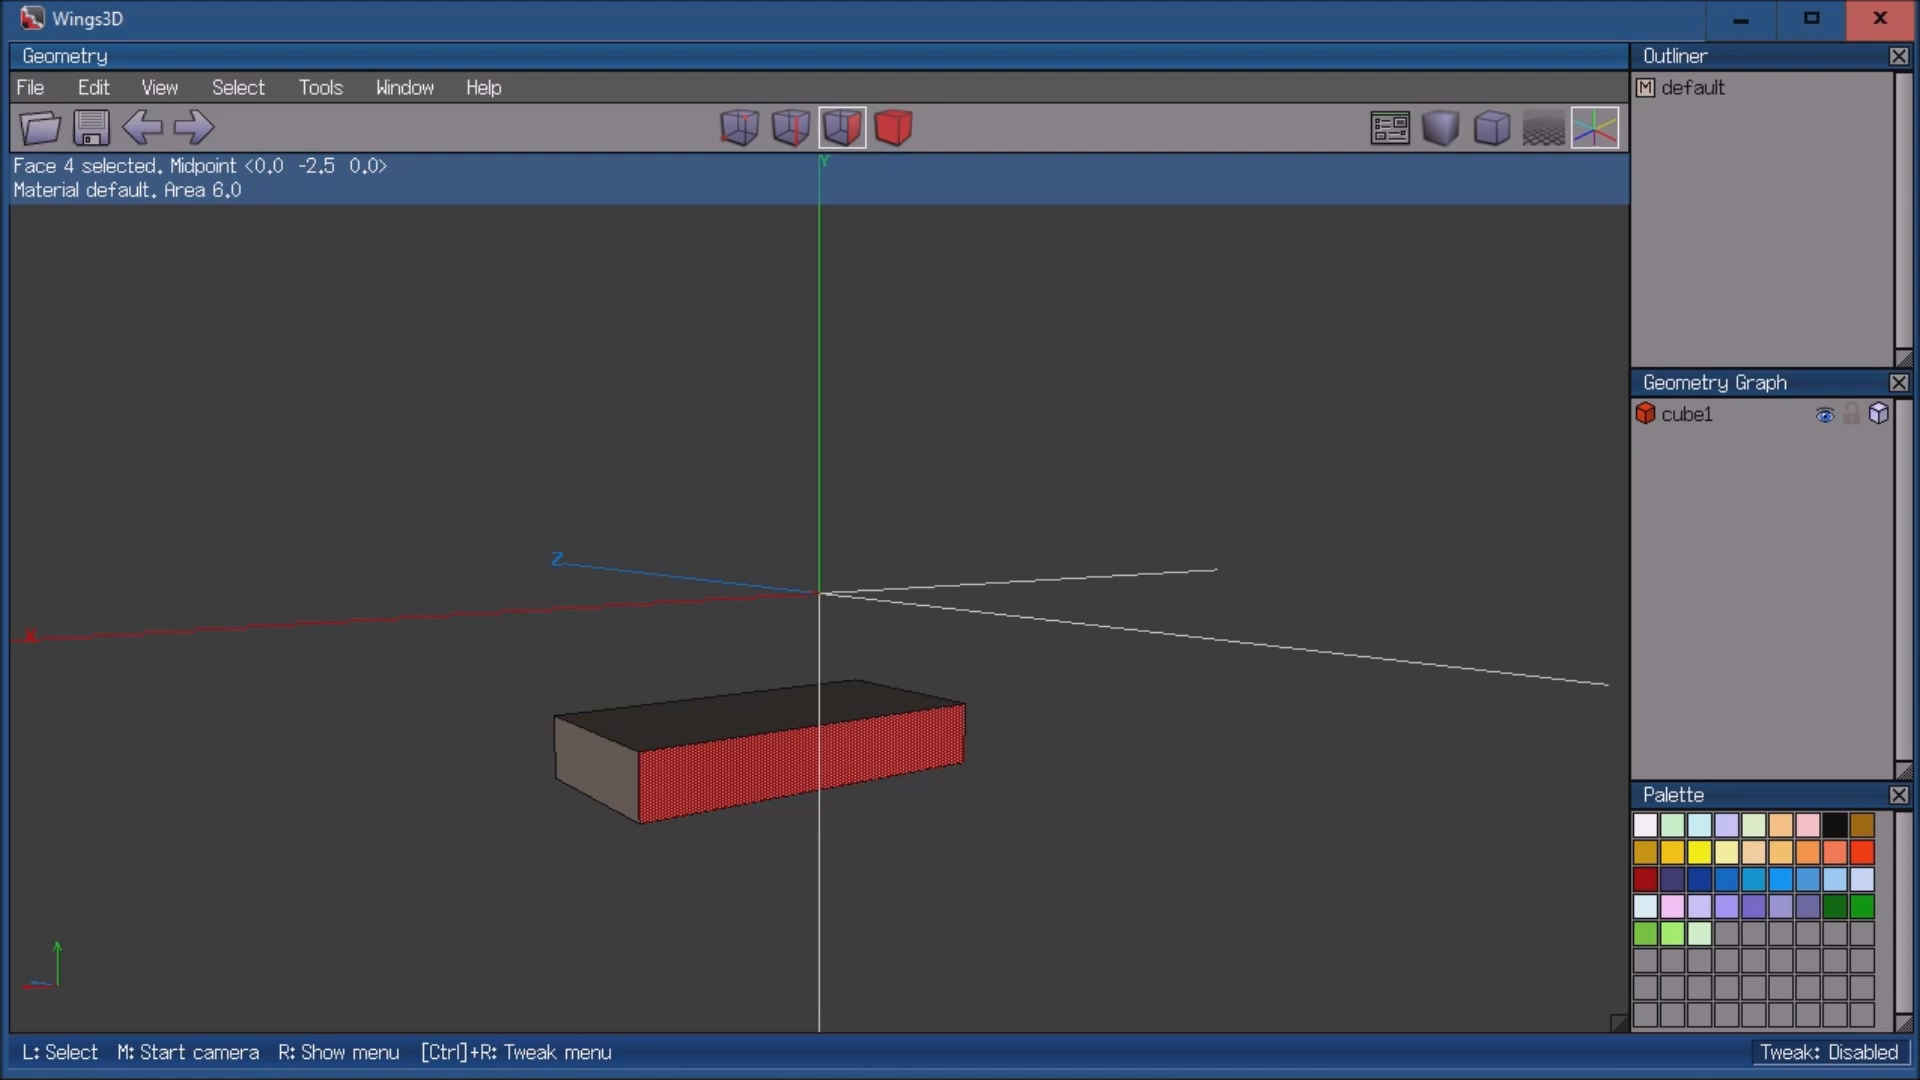 Wings3D
Geometry
File Edit View Select Tools Window Help
Face 4 selected. Midpoint <0.0 -2.5 0.0>
Material default. Area 6.0
Y
Z
X
L: Select M: Start camera R: Show menu [Ctrl]+R: Tweak menu
Outliner
M default
Geometry Graph
cube1
Palette
Tweak: Disabled